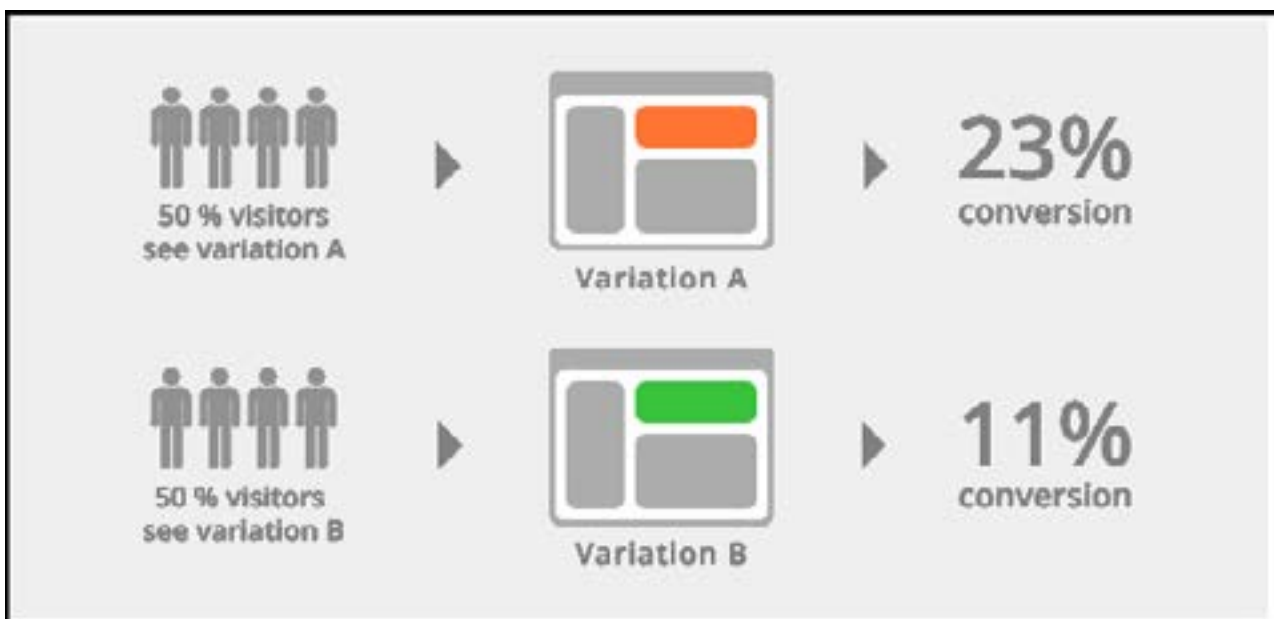 50 % visitors
see variation A
Variation A
23%
conversion
50 % visitors
see variation B
Variation B
11%
conversion